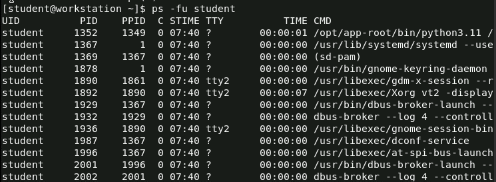 [student@workstation ~]$ ps -fu student
UID PID PPID C STIME TTY TIME CMD
student 1352 1349 0 07:40 ? 00:00:01 /opt/app-root/bin/python3.11 /
student 1367 1 0 07:40 ? 00:00:00 /usr/lib/systemd/systemd --use
student 1369 1367 0 07:40 ? 00:00:00 (sd-pam)
student 1878 1 0 07:40 ? 00:00:00 /usr/bin/gnome-keyring-daemon
student 1890 1861 0 07:40 tty2 00:00:00 /usr/libexec/gdm-x-session --r
student 1892 1890 0 07:40 tty2 00:00:07 /usr/libexec/Xorg vt2 -display
student 1929 1367 0 07:40 ? 00:00:00 /usr/bin/dbus-broker-launch --
student 1932 1929 0 07:40 ? 00:00:00 dbus-broker --log 4 --controll
student 1936 1890 0 07:40 tty2 00:00:00 /usr/libexec/gnome-session-bin
student 1987 1367 0 07:40 ? 00:00:00 /usr/libexec/dconf-service
student 1996 1367 0 07:40 ? 00:00:00 /usr/libexec/at-spi-bus-launch
student 2001 1996 0 07:40 ? 00:00:00 /usr/bin/dbus-broker-launch --
student 2002 2001 0 07:40 ? 00:00:00 dbus-broker --log 4 --controll